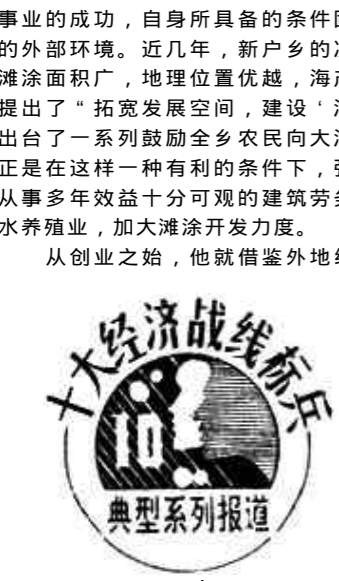 事业的成功，自身所具备的条件
的外部环境。近几年，新户乡的
滩涂面积广，地理位置优越，海
提出了“拓宽发展空间，建设‘
出台了一系列鼓励全乡农民向大
正是在这样一种有利的条件下，
从事多年效益十分可观的建筑劳
水养殖业，加大滩涂开发力度。
从创业之始，他就借鉴外地
十大经济战线标兵
10
典型系列报道